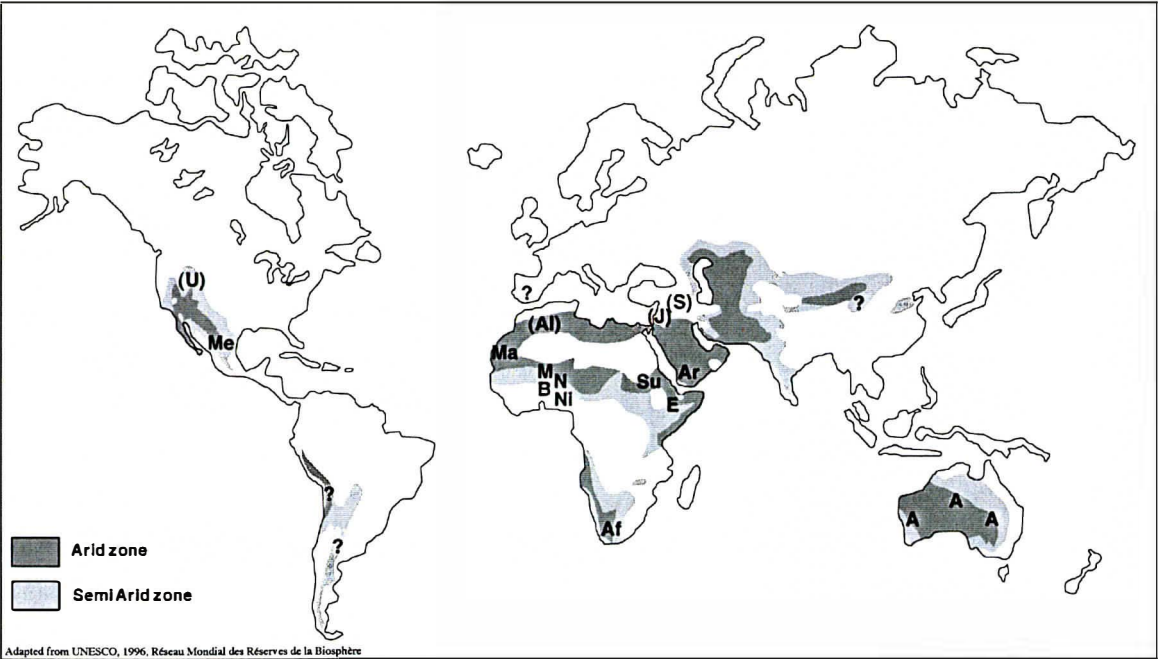 (U)
Me
?
?
?
(Al)
Ma
M
N
B
Ni
Su
E
Af
(S)
(J)
Ar
?
A
A
A
Arid zone
Semi Arid zone
Adapted from UNESCO, 1996, Réseau Mondial des Réserves de la Biosphère